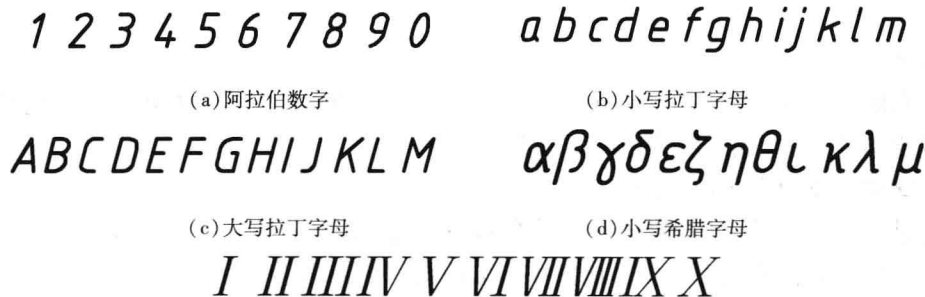 1 2 3 4 5 6 7 8 9 0 a b c d e f g h i j k l m
(a)阿拉伯数字 (b)小写拉丁字母
A B C D E F G H I J K L M α β γ δ ε ζ η θ ι κ λ μ
(c)大写拉丁字母 (d)小写希腊字母
I II III IV V VI VII VIII IX X